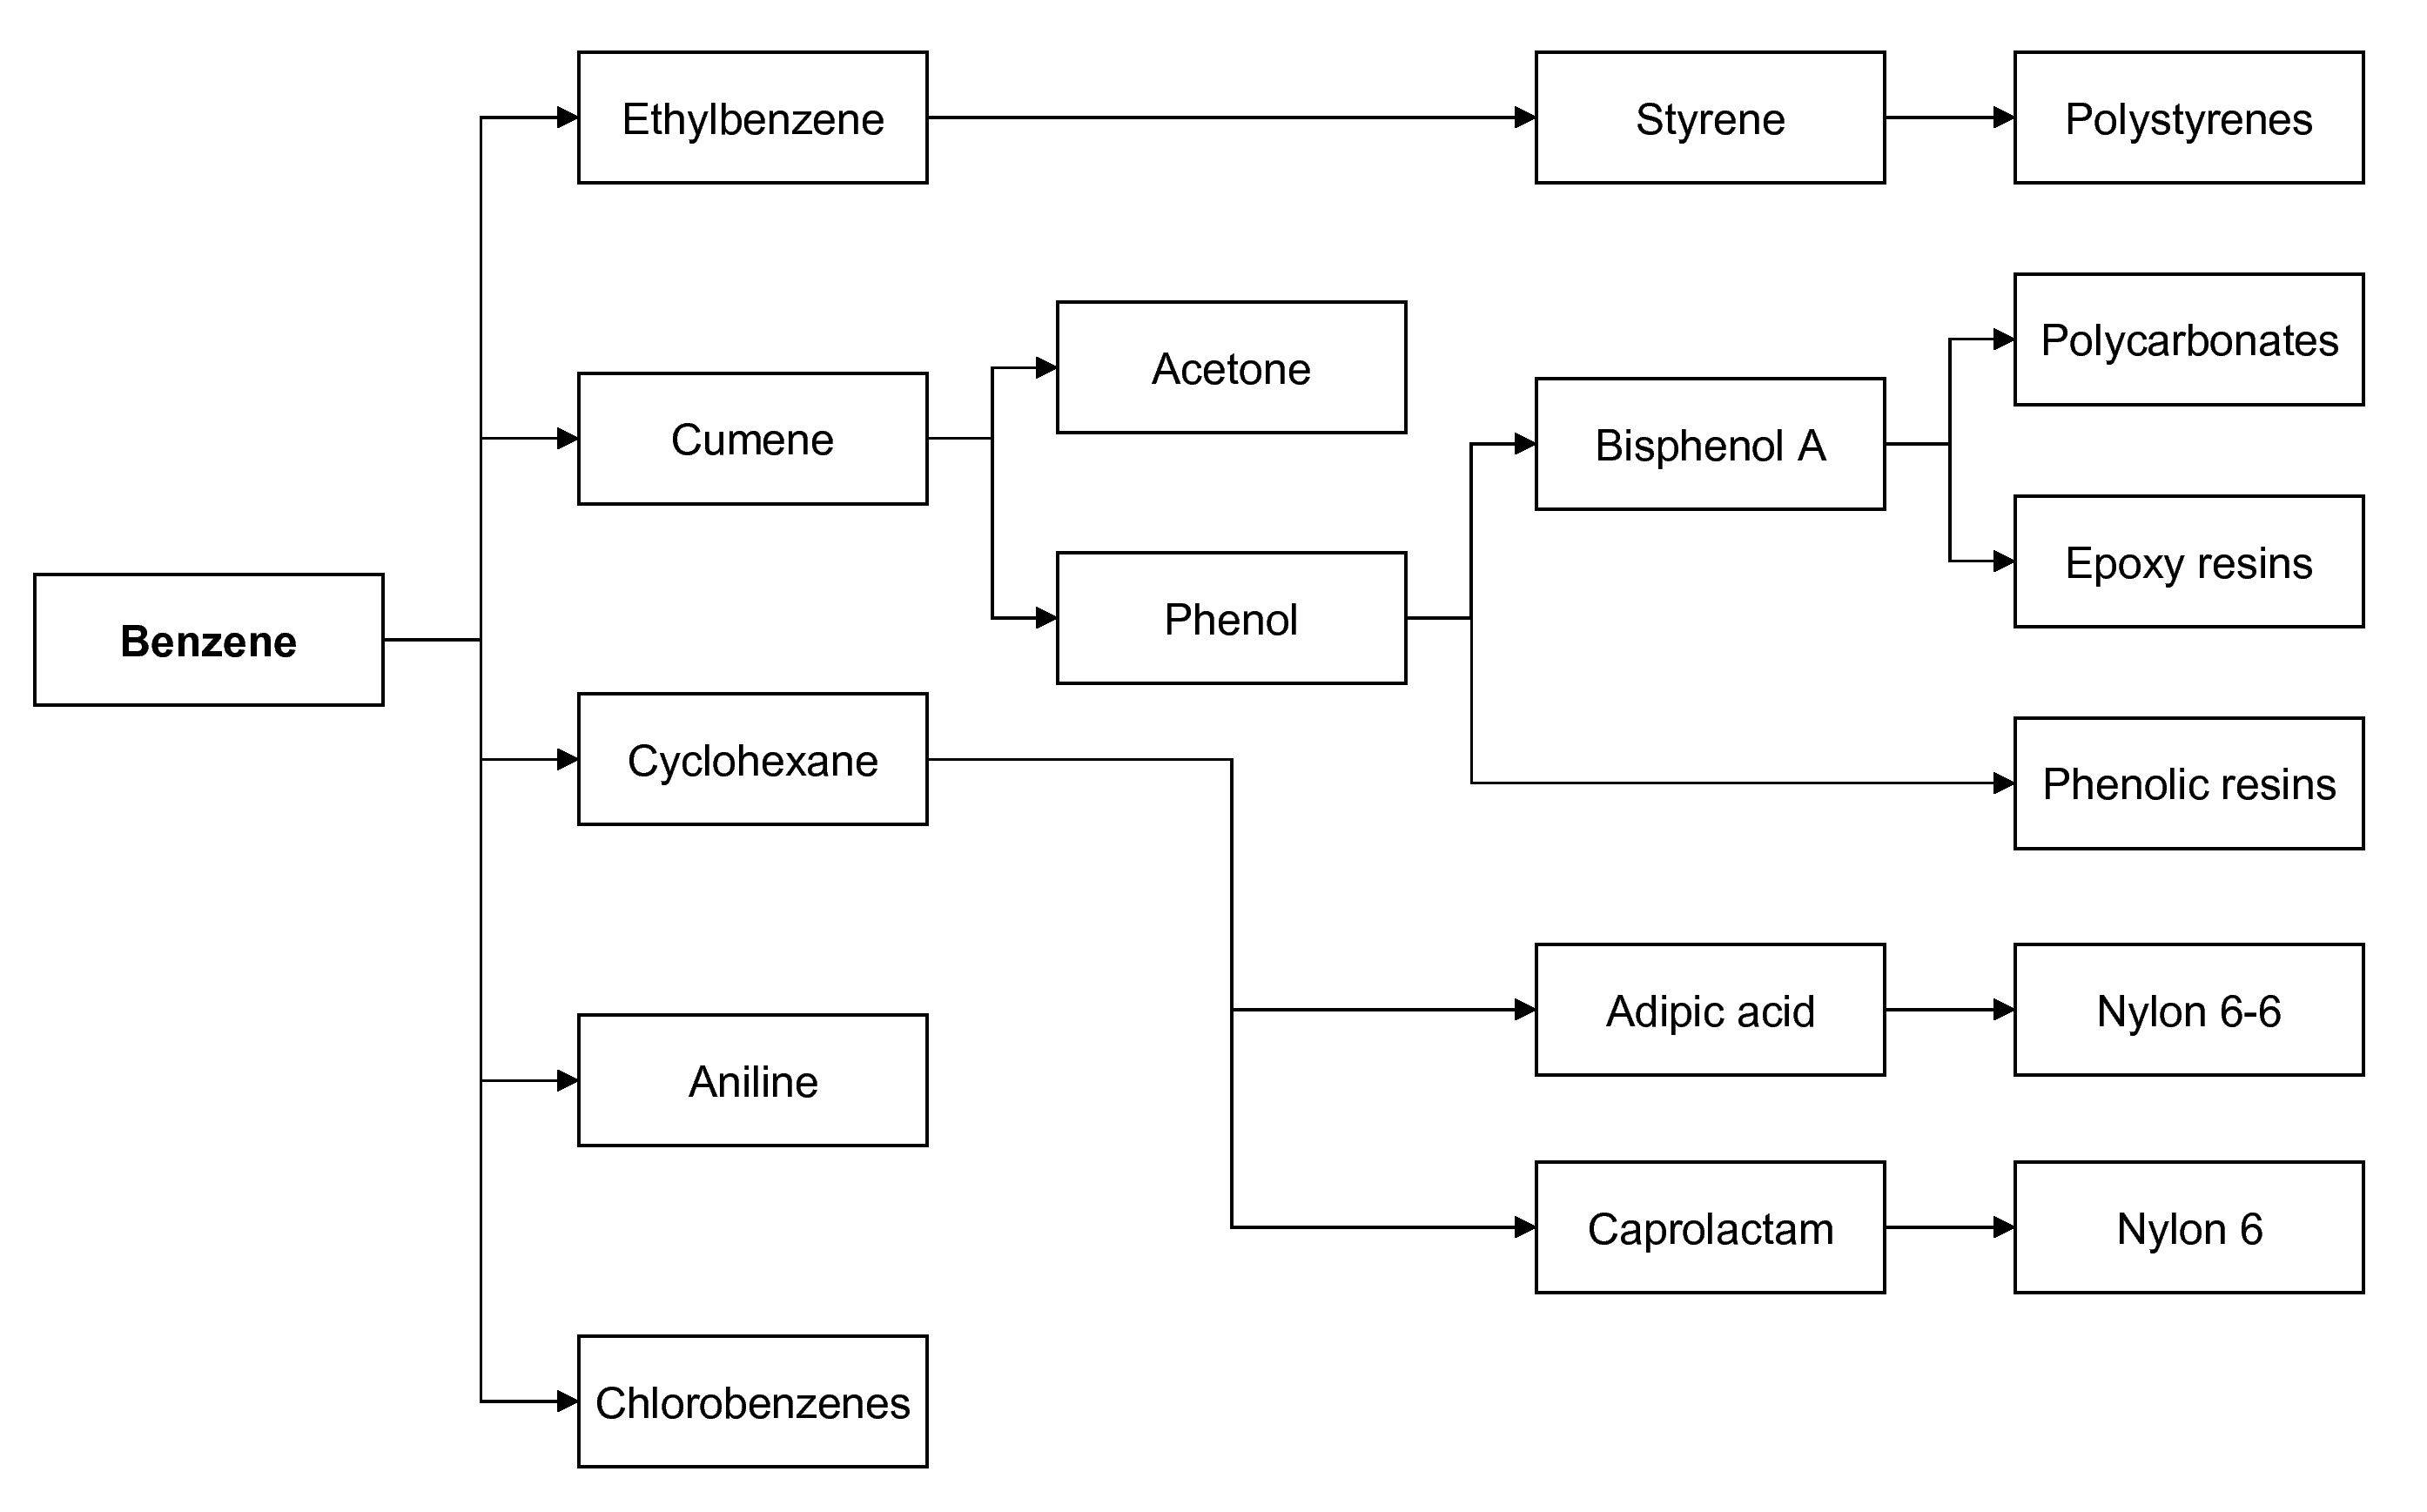 Ethylbenzene
Styrene
Polystyrenes
Polycarbonates
Acetone
Cumene
Bisphenol A
Epoxy resins
Phenol
Benzene
Cyclohexane
Phenolic resins
Adipic acid
Nylon 6-6
Aniline
Caprolactam
Nylon 6
Chlorobenzenes